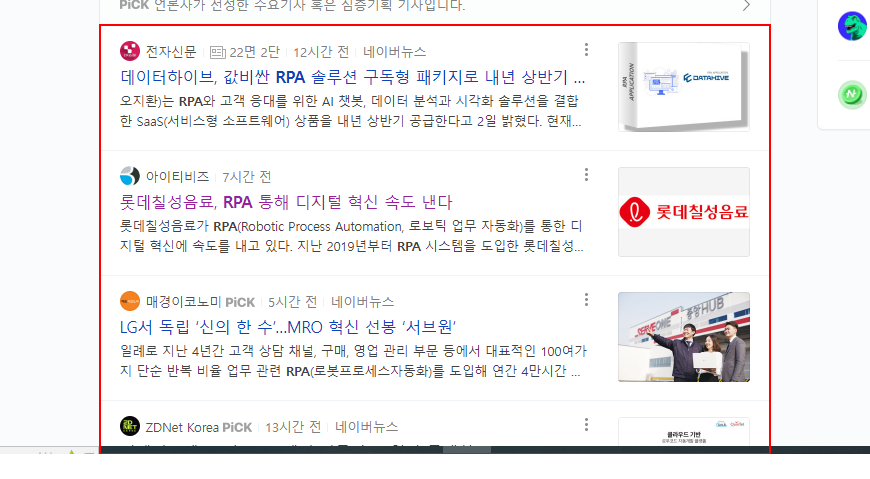 PiCK 언론사가 선정한 주요기사 혹은 심층기획 기사입니다.
전자신문 22면 2단 12시간 전 네이버뉴스
데이터하이브, 값비싼 RPA 솔루션 구독형 패키지로 내년 상반기 ...
오지환)는 RPA와 고객 응대를 위한 AI 챗봇, 데이터 분석과 시각화 솔루션을 결합
한 SaaS(서비스형 소프트웨어) 상품을 내년 상반기 공급한다고 2일 밝혔다. 현재...
RPA APPLICATION
DATAHIVE
아이티비즈 7시간 전
롯데칠성음료, RPA 통해 디지털 혁신 속도 낸다
롯데칠성음료가 RPA(Robotic Process Automation, 로보틱 업무 자동화)를 통한 디
지털 혁신에 속도를 내고 있다. 지난 2019년부터 RPA 시스템을 도입한 롯데칠성...
롯데칠성음료
매경이코노미 PiCK 5시간 전 네이버뉴스
LG서 독립 ‘신의 한 수’...MRO 혁신 선봉 ‘서브원’
일례로 지난 4년간 고객 상담 채널, 구매, 영업 관리 부문 등에서 대표적인 100여가
지 단순 반복 비율 업무 관련 RPA(로봇프로세스자동화)를 도입해 연간 4만시간 ...
SERVEONE 중앙HUB
ZDNet Korea PiCK 13시간 전 네이버뉴스
클라우드 기반